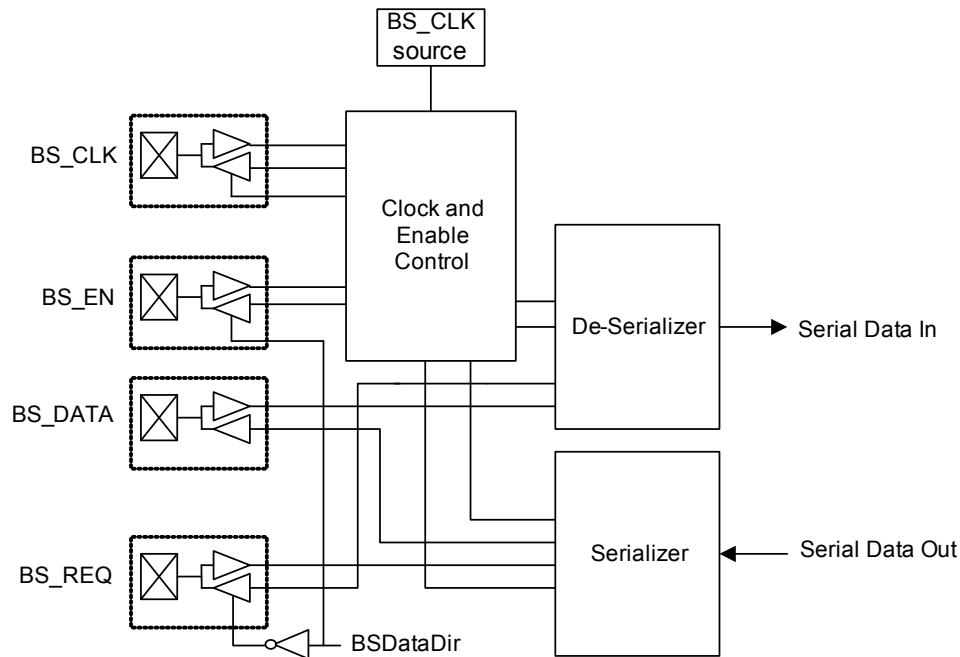 BS_CLK
source
BS_CLK
Clock and
Enable
Control
BS_EN
De-Serializer
Serial Data In
BS_DATA
Serializer
Serial Data Out
BS_REQ
BSDataDir